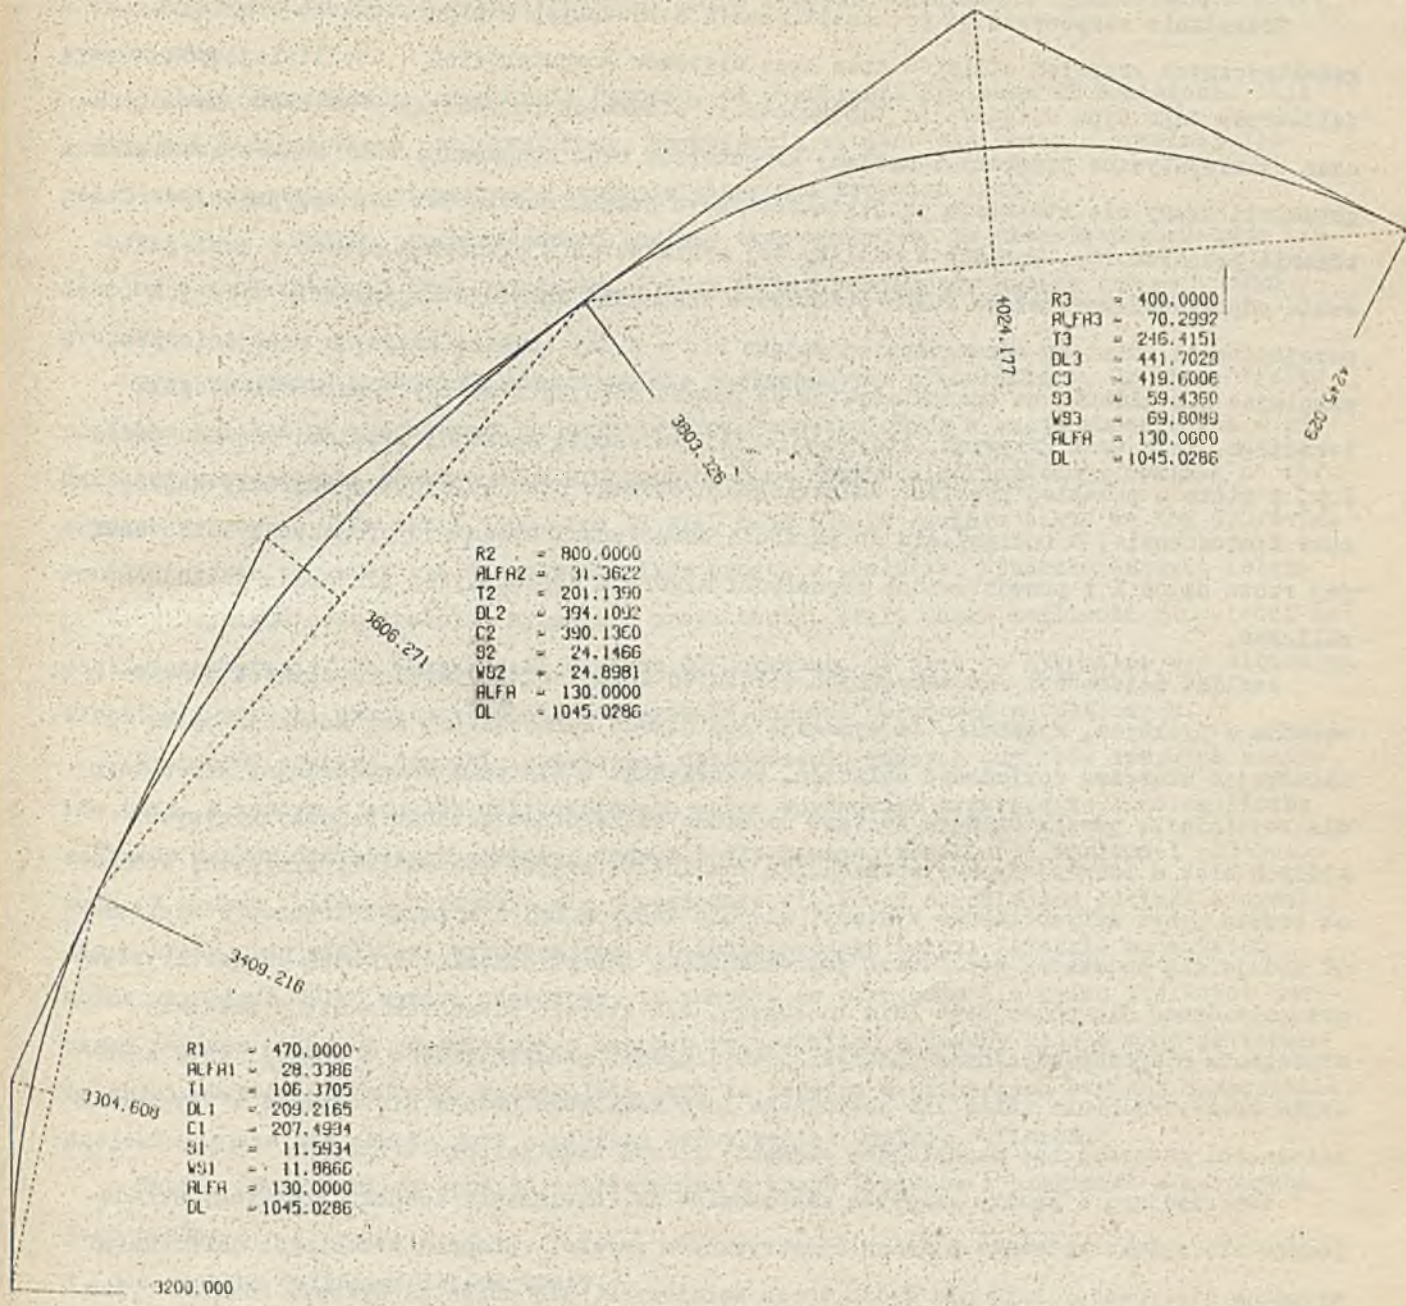 R3 = 400.0000
ALFA3 = 70.2992
T3 = 246.4151
DL3 = 441.7029
C3 = 419.6006
S3 = 59.4360
WS3 = 69.8089
ALFA = 130.0000
DL = 1045.0286
4024.177
4245.029
3803.326
R2 = 800.0000
ALFA2 = 31.3622
T2 = 201.1390
DL2 = 394.1092
C2 = 390.1360
S2 = 24.1466
WS2 = 24.8981
ALFA = 130.0000
DL = 1045.0286
3606.271
3409.216
R1 = 470.0000
ALFA1 = 28.3386
T1 = 106.3705
DL1 = 209.2165
C1 = 207.4934
S1 = 11.5934
WS1 = 11.8866
ALFA = 130.0000
DL = 1045.0286
3304.608
3200.000